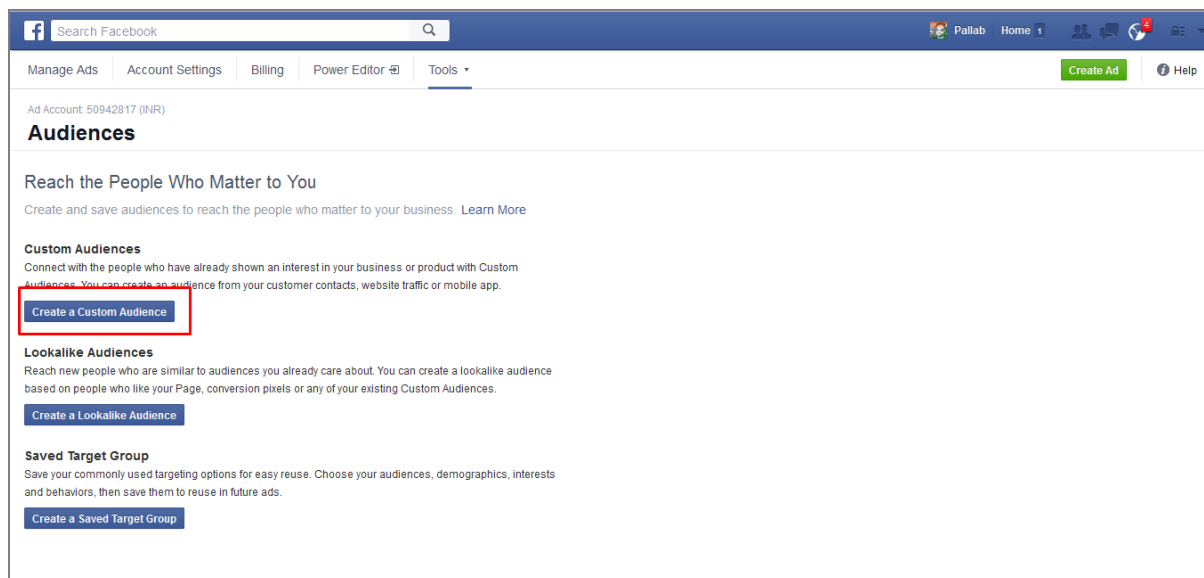 f Search Facebook Pallab Home 1 4
Manage Ads Account Settings Billing Power Editor Tools Create Ad Help
Ad Account: 50942817 (INR)
Audiences
Reach the People Who Matter to You
Create and save audiences to reach the people who matter to your business. Learn More
Custom Audiences
Connect with the people who have already shown an interest in your business or product with Custom
Audiences. You can create an audience from your customer contacts, website traffic or mobile app.
Create a Custom Audience
Lookalike Audiences
Reach new people who are similar to audiences you already care about. You can create a lookalike audience
based on people who like your Page, conversion pixels or any of your existing Custom Audiences.
Create a Lookalike Audience
Saved Target Group
Save your commonly used targeting options for easy reuse. Choose your audiences, demographics, interests
and behaviors, then save them to reuse in future ads.
Create a Saved Target Group